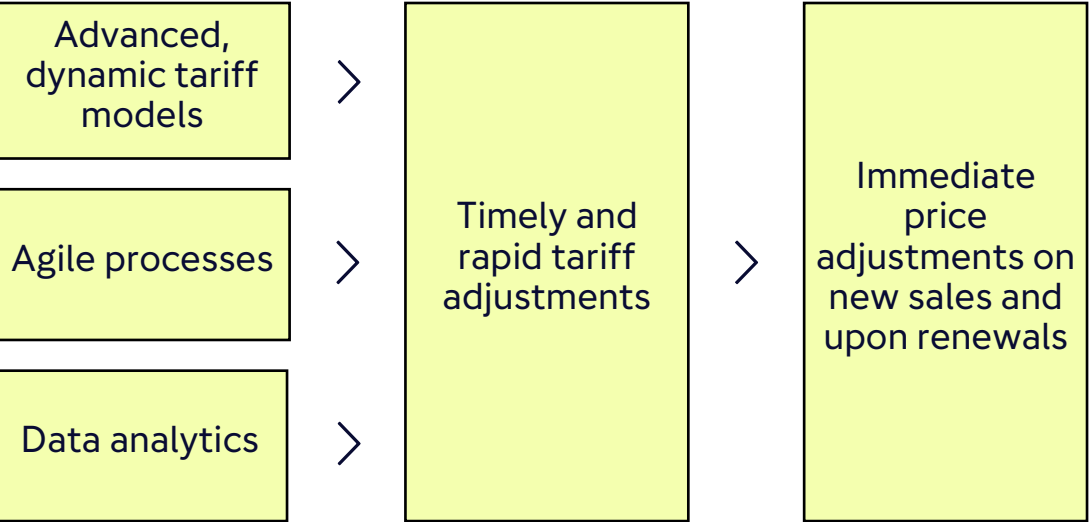 Advanced,
dynamic tariff
models
Agile processes
Data analytics
Timely and
rapid tariff
adjustments
Immediate
price
adjustments on
new sales and
upon renewals